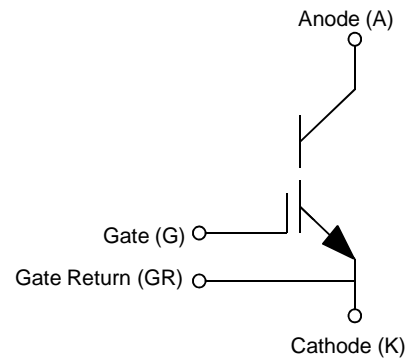 Anode (A)
Gate (G)
Gate Return (GR)
Cathode (K)